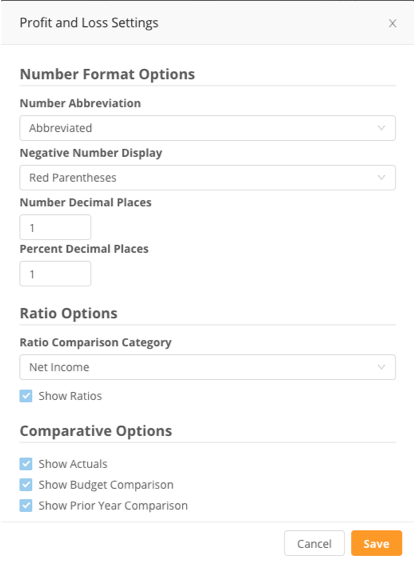 Profit and Loss Settings
Number Format Options
Number Abbreviation
Abbreviated
Negative Number Display
Red Parentheses
Number Decimal Places
1
Percent Decimal Places
1
Ratio Options
Ratio Comparison Category
Net Income
Show Ratios
Comparative Options
Show Actuals
Show Budget Comparison
Show Prior Year Comparison
Cancel Save